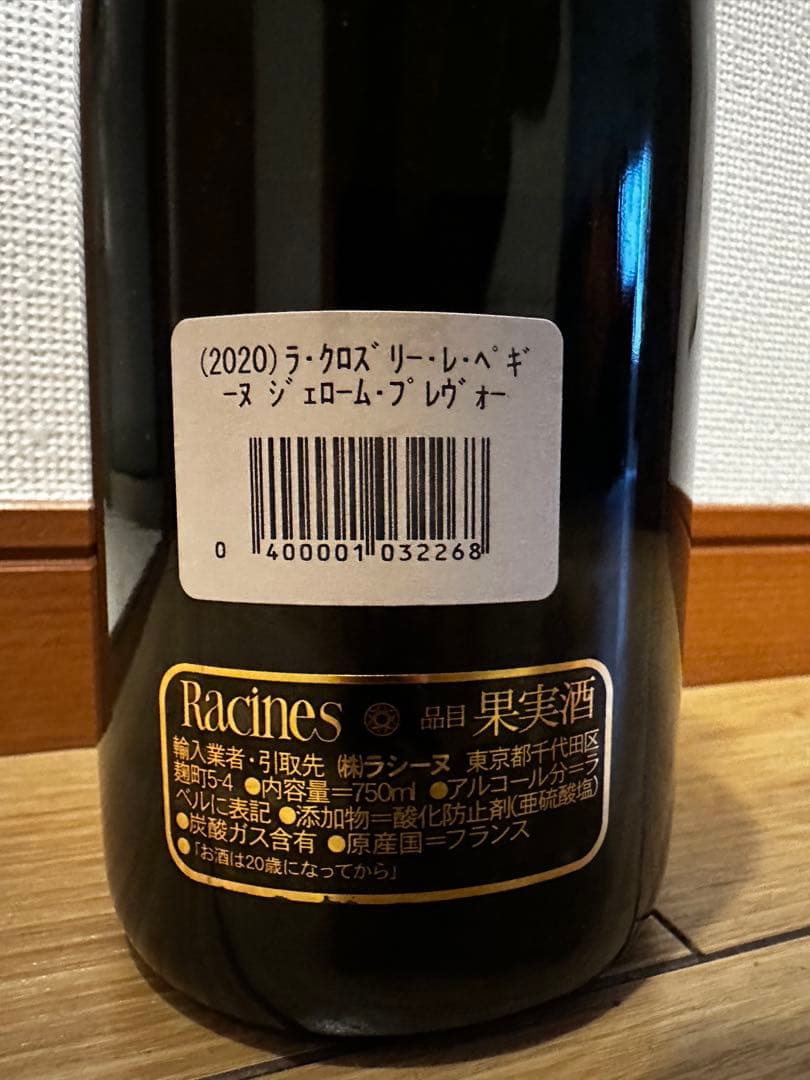 (2020)ラ・クロズリー・レ・ペギ
ーヌ ジェローム・プレヴォー
0 400001 032268
Racines 品目 果実酒
輸入業者・引取先 ㈱ラシーヌ 東京都千代田区
麹町5-4 ●内容量=750㎖ ●アルコール分=ラ
ベルに表記 ●添加物=酸化防止剤(亜硫酸塩)
●炭酸ガス含有 ●原産国=フランス
●「お酒は20歳になってから」